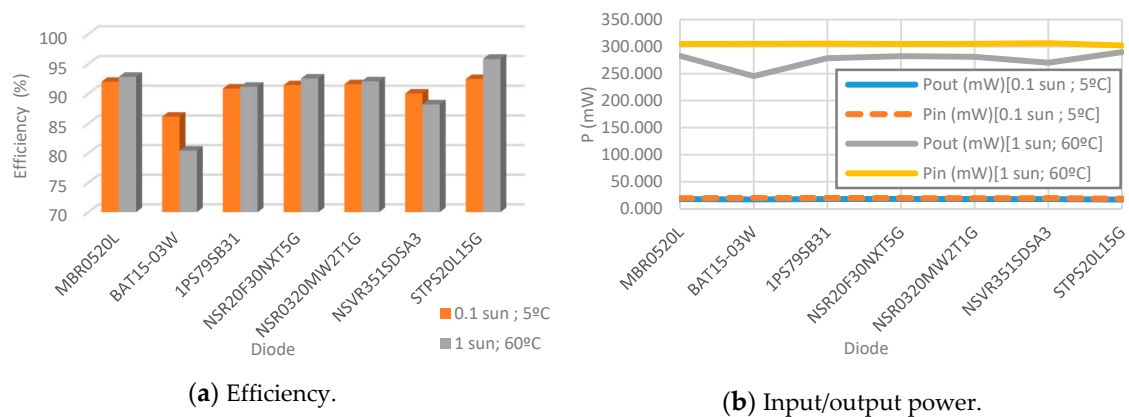 100
95
90
85
80
75
70
Efficiency (%)
MBR0520L
BAT15-03W
1PS79SB31
NSR20F30NXT5G
NSR0320MW2T1G
NSVR351SDSA3
STPS20L15G
Diode
0.1 sun ; 5ºC
1 sun; 60ºC
(a) Efficiency.
350.000
300.000
250.000
200.000
150.000
100.000
50.000
0.000
P (mW)
Pout (mW)[0.1 sun ; 5ºC]
Pin (mW)[0.1 sun ; 5ºC]
Pout (mW)[1 sun; 60ºC]
Pin (mW)[1 sun; 60ºC]
MBR0520L
BAT15-03W
1PS79SB31
NSR20F30NXT5G
NSR0320MW2T1G
NSVR351SDSA3
STPS20L15G
Diode
(b) Input/output power.